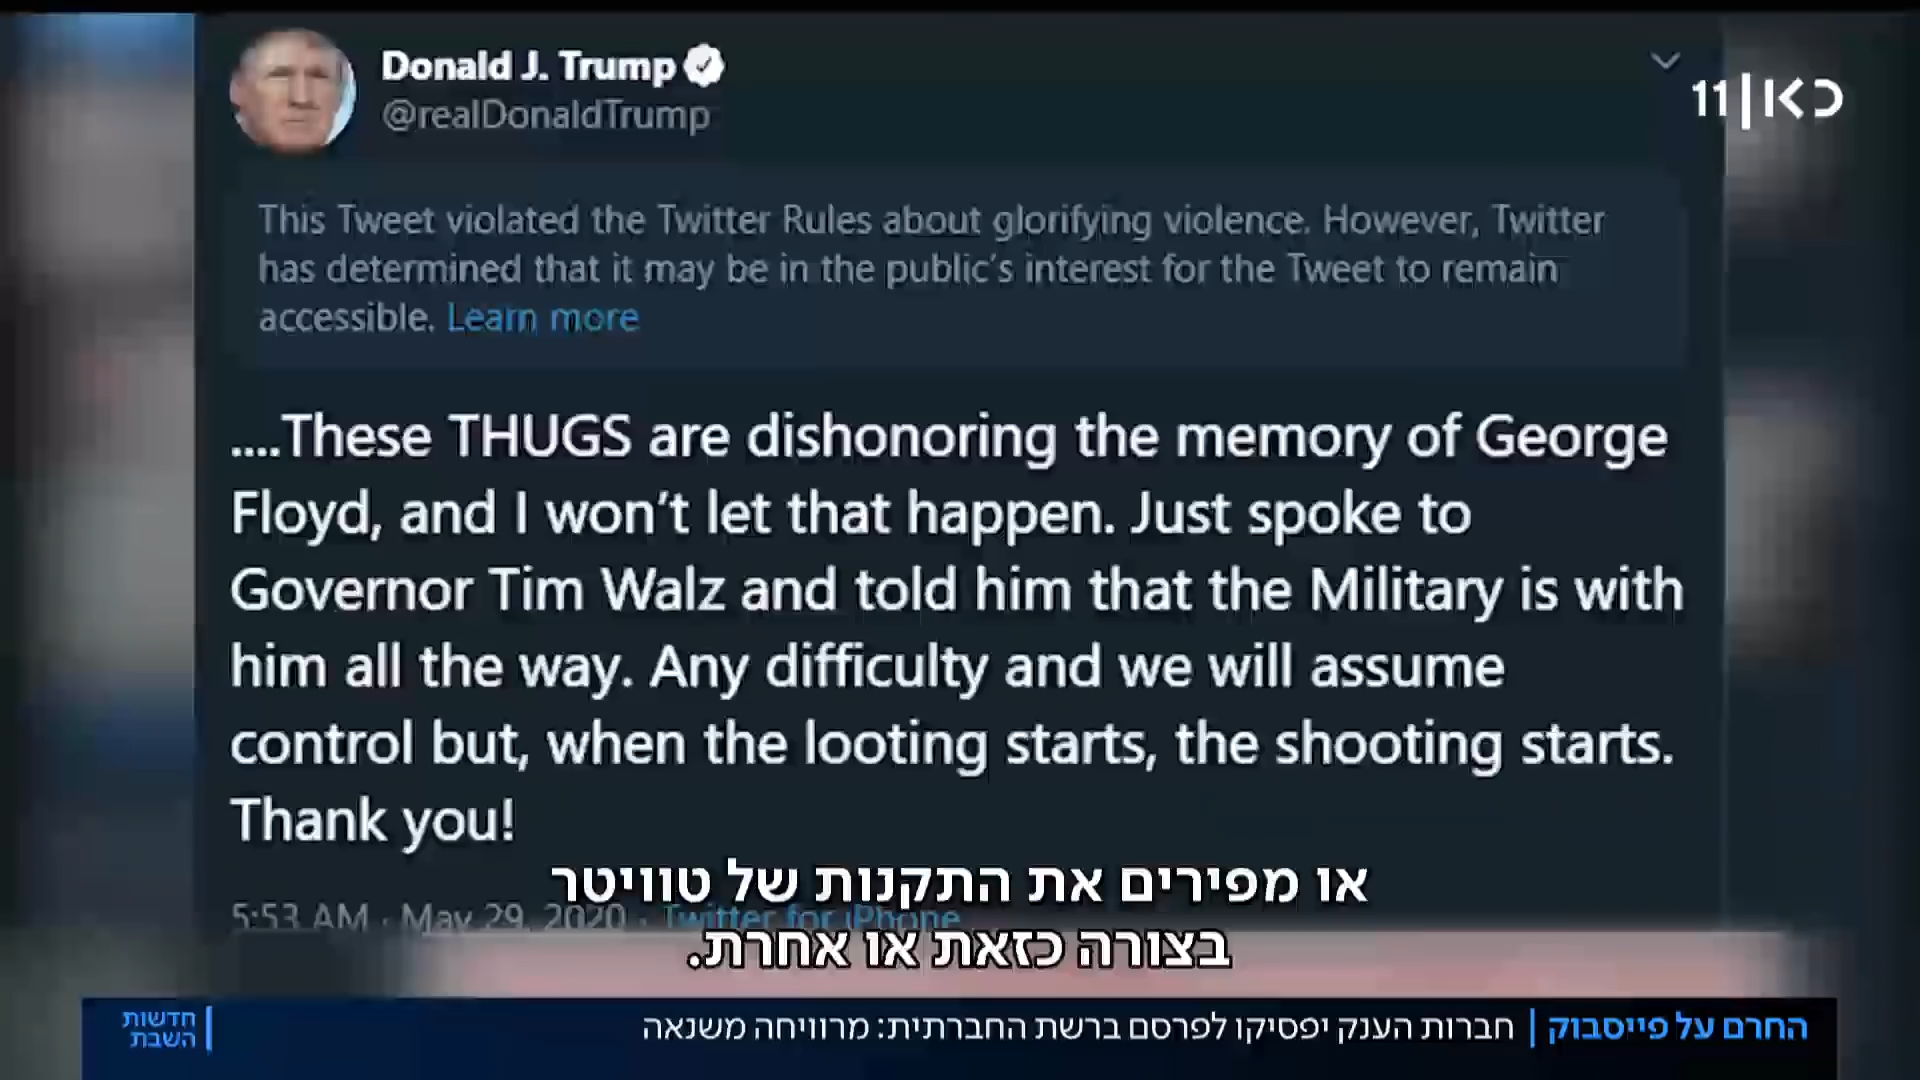 Donald J. Trump
@realDonaldTrump
11 | כאן
This Tweet violated the Twitter Rules about glorifying violence. However, Twitter
has determined that it may be in the public's interest for the Tweet to remain
accessible. Learn more
....These THUGS are dishonoring the memory of George
Floyd, and I won't let that happen. Just spoke to
Governor Tim Walz and told him that the Military is with
him all the way. Any difficulty and we will assume
control but, when the looting starts, the shooting starts.
Thank you!
5:53 AM · May 29, 2020 · Twitter for iPhone
או מפירים את התקנות של טוויטר
בצורה כזאת או אחרת.
החרם על פייסבוק | חברות הענק יפסיקו לפרסם ברשת החברתית: מרוויחה משנאה
חדשות
השבת